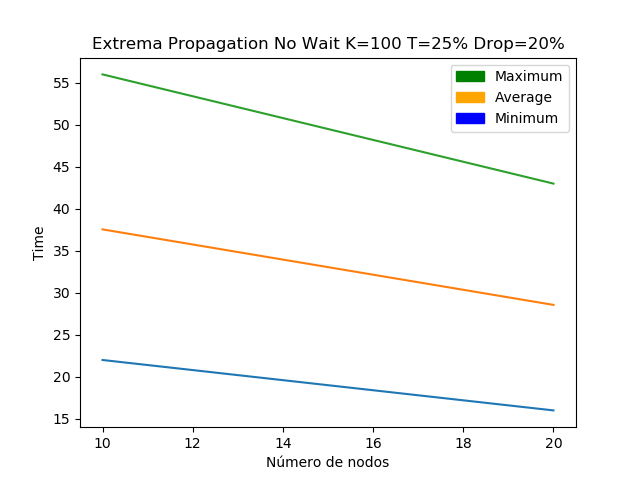 Extrema Propagation No Wait K=100 T=25% Drop=20%
Maximum
Average
Minimum
Time
55
50
45
40
35
30
25
20
15
10 12 14 16 18 20
Número de nodos